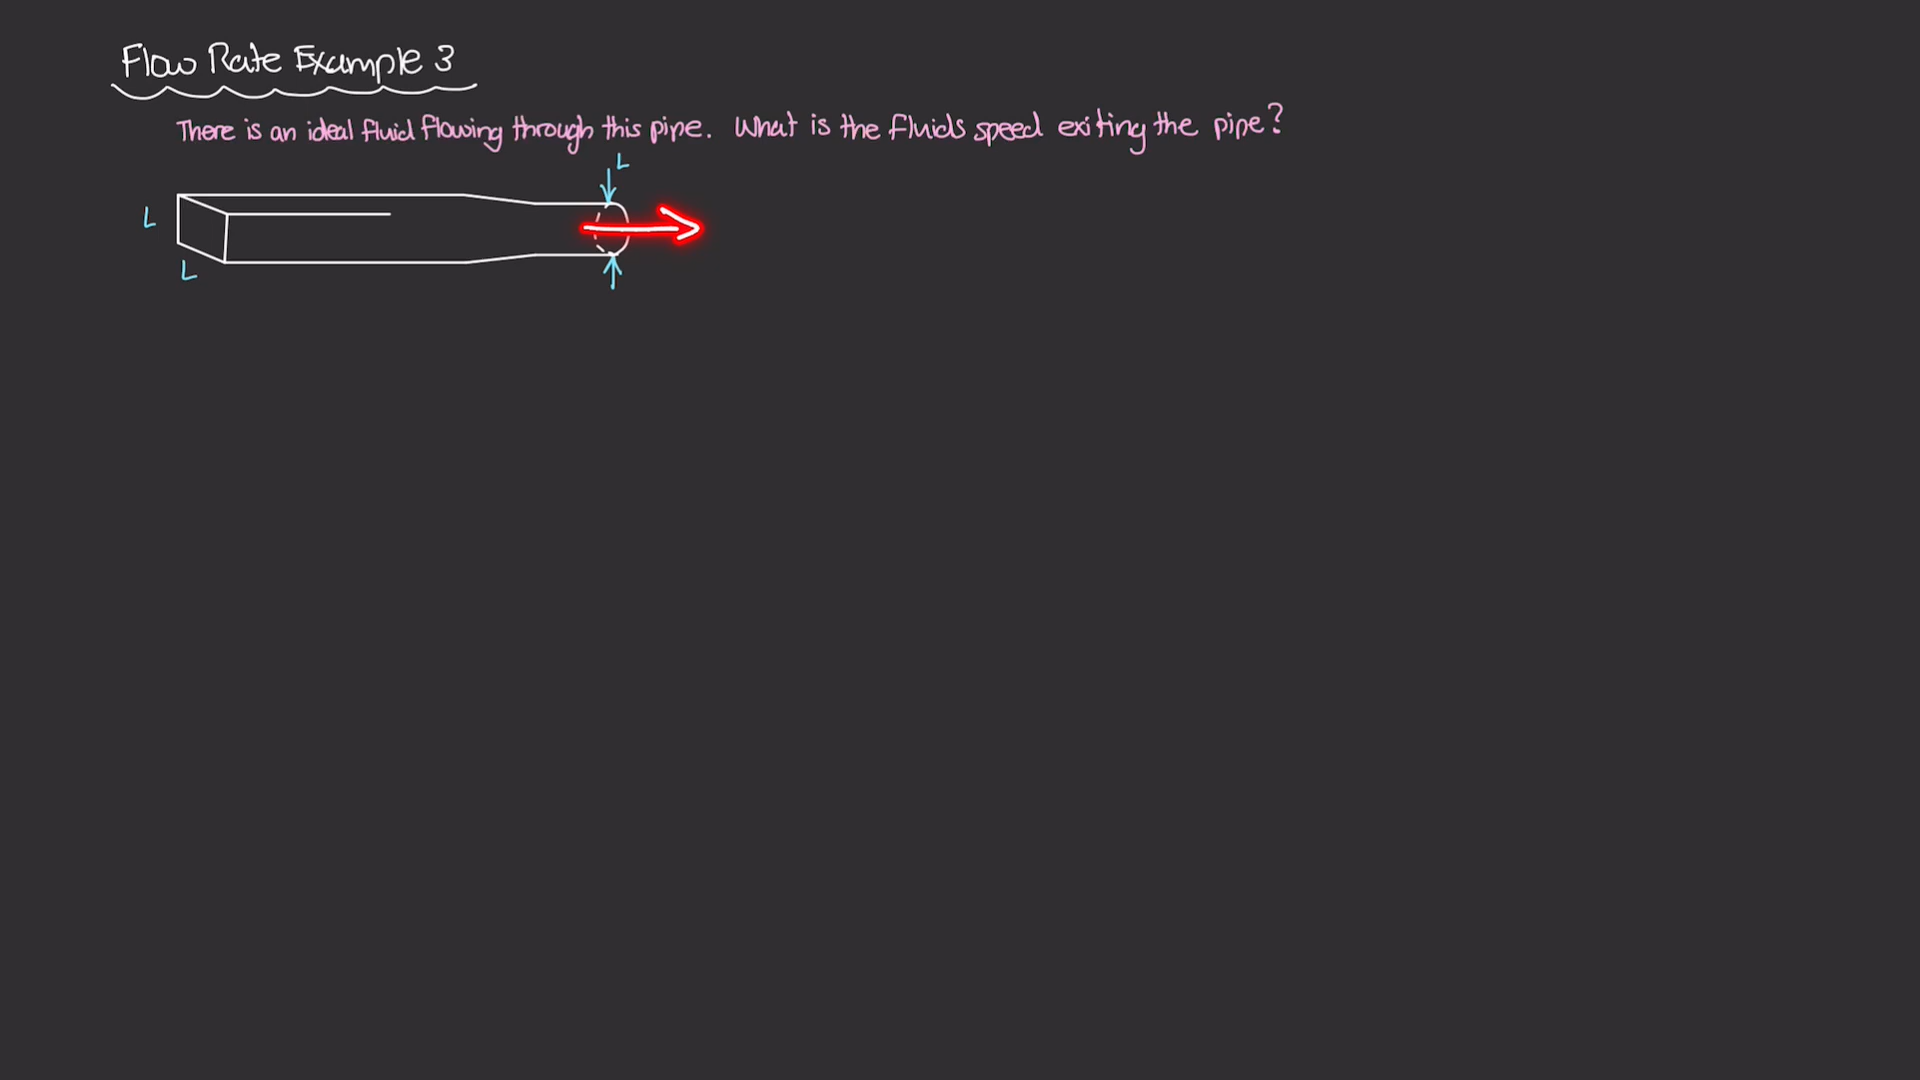 Flow Rate Example 3
There is an ideal fluid flowing through this pipe. What is the fluids speed exiting the pipe?
L
L
L